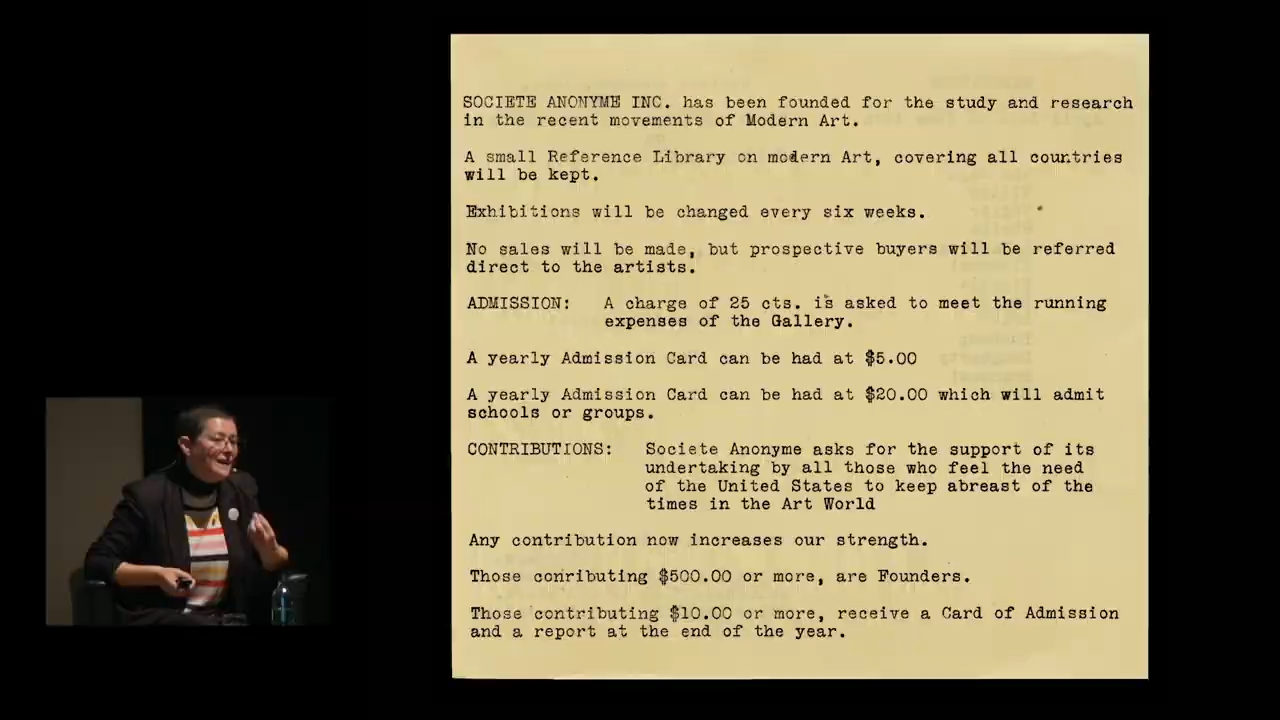 SOCIETE ANONYME INC. has been founded for the study and research
in the recent movements of Modern Art.
A small Reference Library on modern Art, covering all countries
will be kept.
Exhibitions will be changed every six weeks.
No sales will be made, but prospective buyers will be referred
direct to the artists.
ADMISSION: A charge of 25 cts. is asked to meet the running
expenses of the Gallery.
A yearly Admission Card can be had at $5.00
A yearly Admission Card can be had at $20.00 which will admit
schools or groups.
CONTRIBUTIONS: Societe Anonyme asks for the support of its
undertaking by all those who feel the need
of the United States to keep abreast of the
times in the Art World
Any contribution now increases our strength.
Those conributing $500.00 or more, are Founders.
Those contributing $10.00 or more, receive a Card of Admission
and a report at the end of the year.